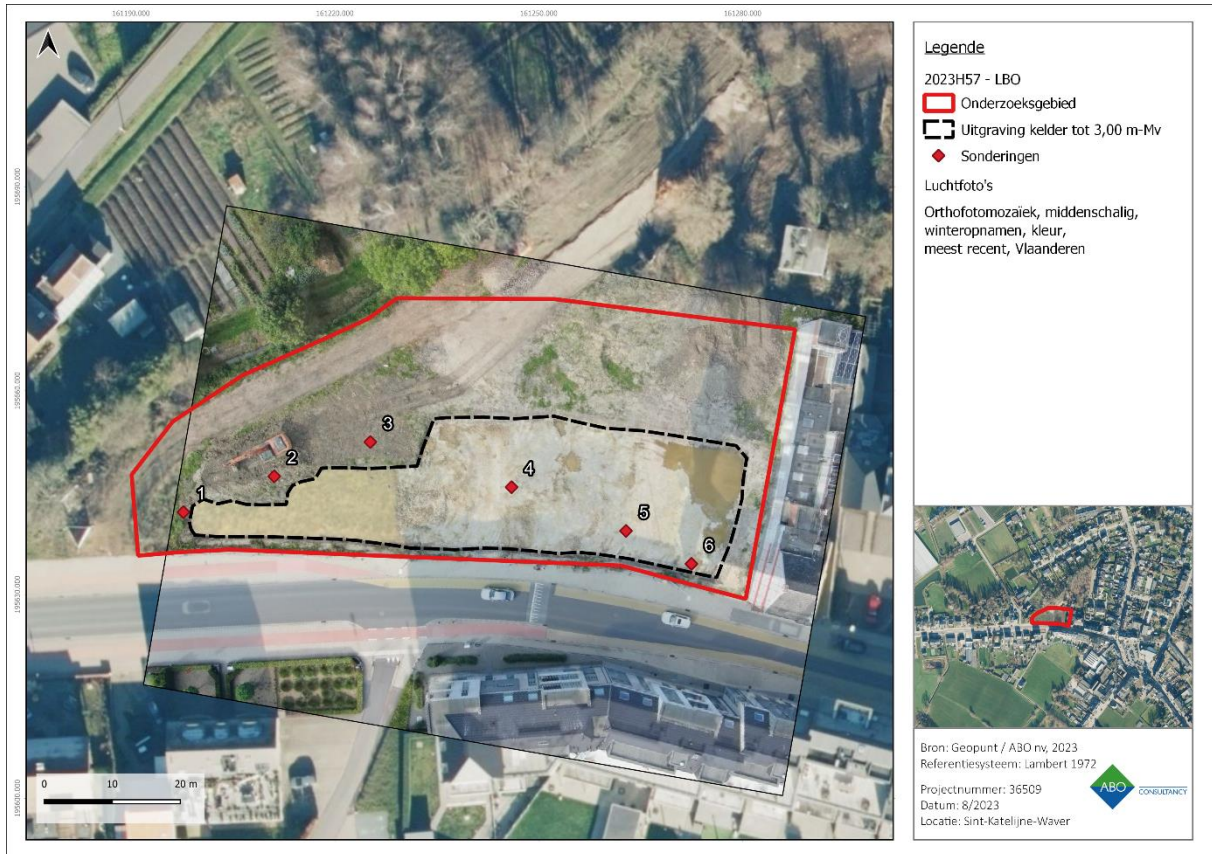 161190.000 161220.000 161250.000 161280.000
195690.000
195660.000
195630.000
195600.000
1
2
3
4
5
6
0 10 20 m
Legende
2023H57 - LBO
Onderzoeksgebied
Uitgraving kelder tot 3,00 m-Mv
Sonderingen
Luchtfoto's
Orthofotomozaïek, middenschalig,
winteropnamen, kleur,
meest recent, Vlaanderen
Bron: Geopunt / ABO nv, 2023
Referentiesysteem: Lambert 1972
Projectnummer: 36509
Datum: 8/2023
Locatie: Sint-Katelijne-Waver
ABO CONSULTANCY